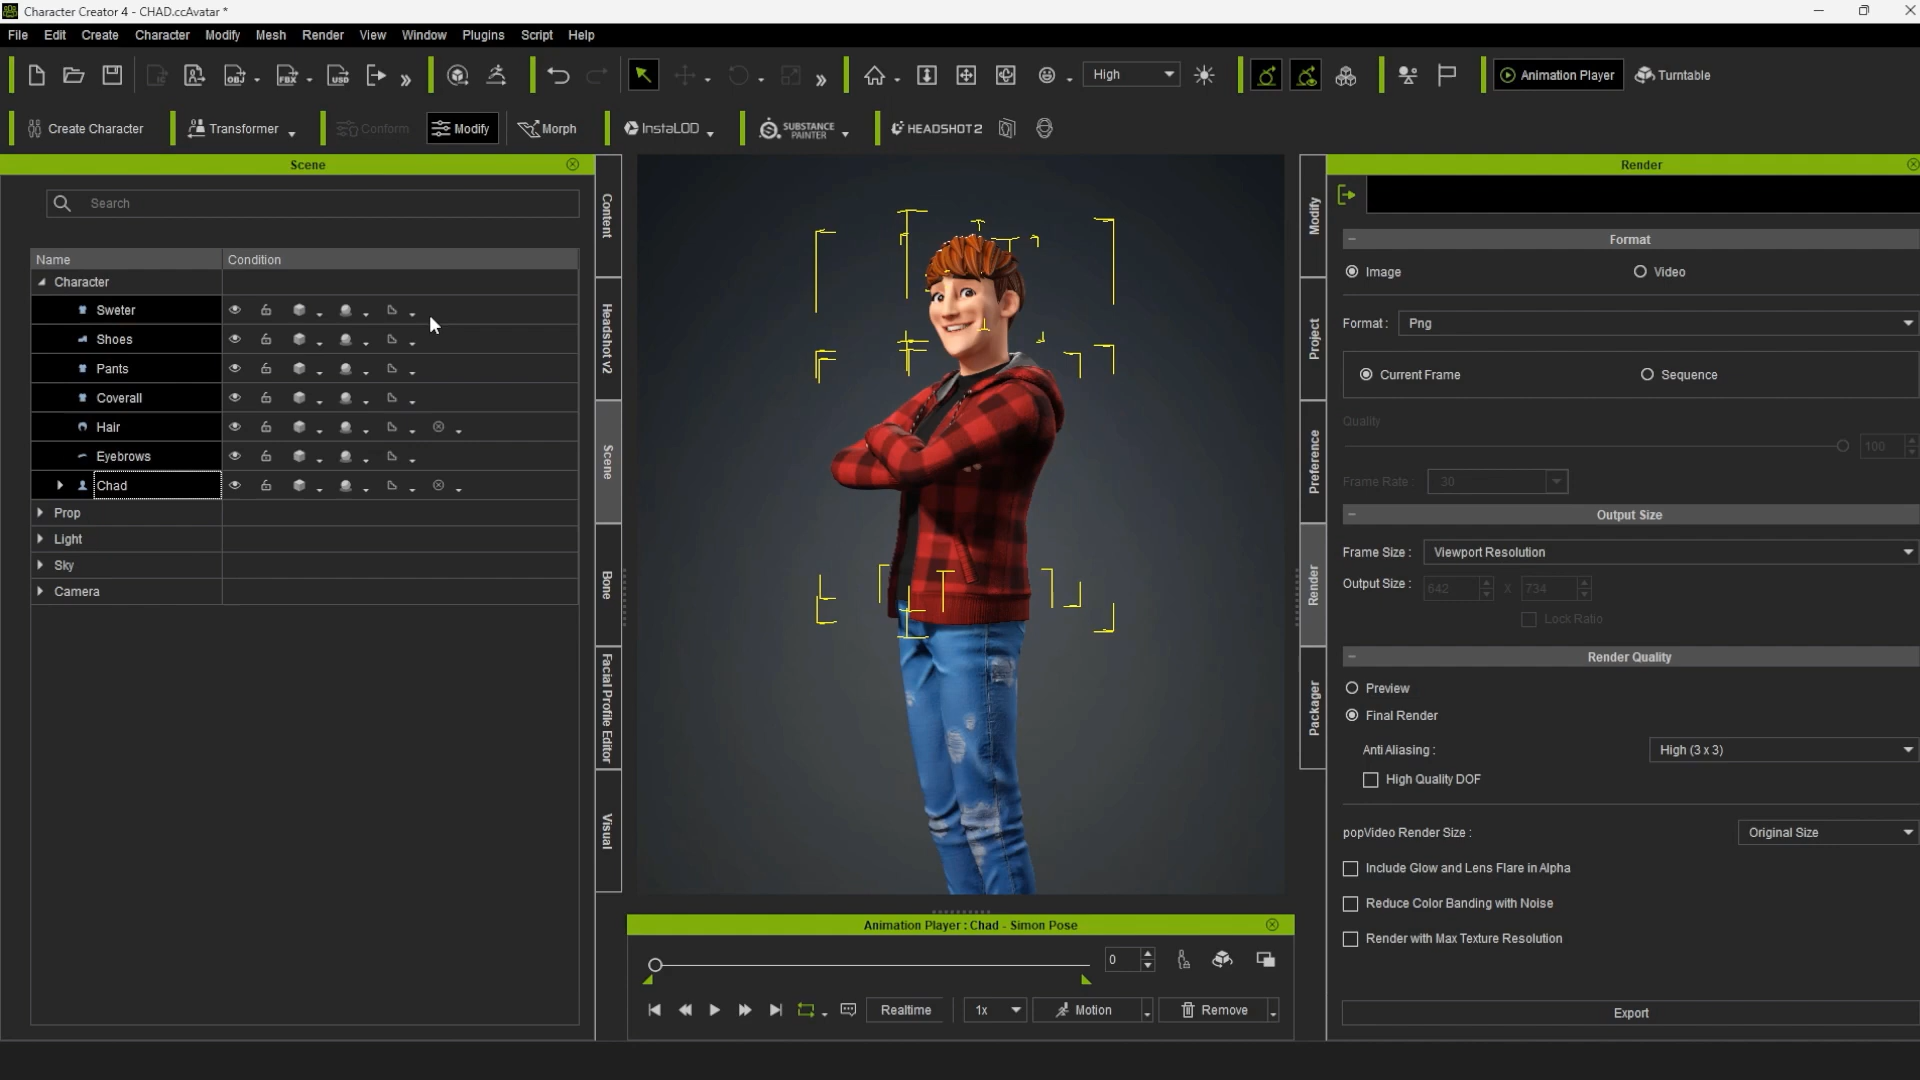 Character Creator 4 - CHAD.ccAvatar *
File Edit Create Character Modify Mesh Render View Window Plugins Script Help
High Animation Player Turntable
Create Character Transformer Conform Modify Morph InstaLOD SUBSTANCE PAINTER HEADSHOT 2
Scene
Search
Name Condition
Character
Sweter
Shoes
Pants
Coverall
Hair
Eyebrows
Chad
Prop
Light
Sky
Camera
Content
Headshot v2
Scene
Bone
Facial Profile Editor
Visual
Animation Player : Chad - Simon Pose
0
Realtime 1x Motion Remove
Modify
Project
Preference
Render
Packager
Render
Format
Image Video
Format : Png
Current Frame Sequence
Quality
100
Frame Rate : 30
Output Size
Frame Size : Viewport Resolution
Output Size : 642 X 734
Lock Ratio
Render Quality
Preview
Final Render
Anti Aliasing : High (3 x 3)
High Quality DOF
popVideo Render Size : Original Size
Include Glow and Lens Flare in Alpha
Reduce Color Banding with Noise
Render with Max Texture Resolution
Export